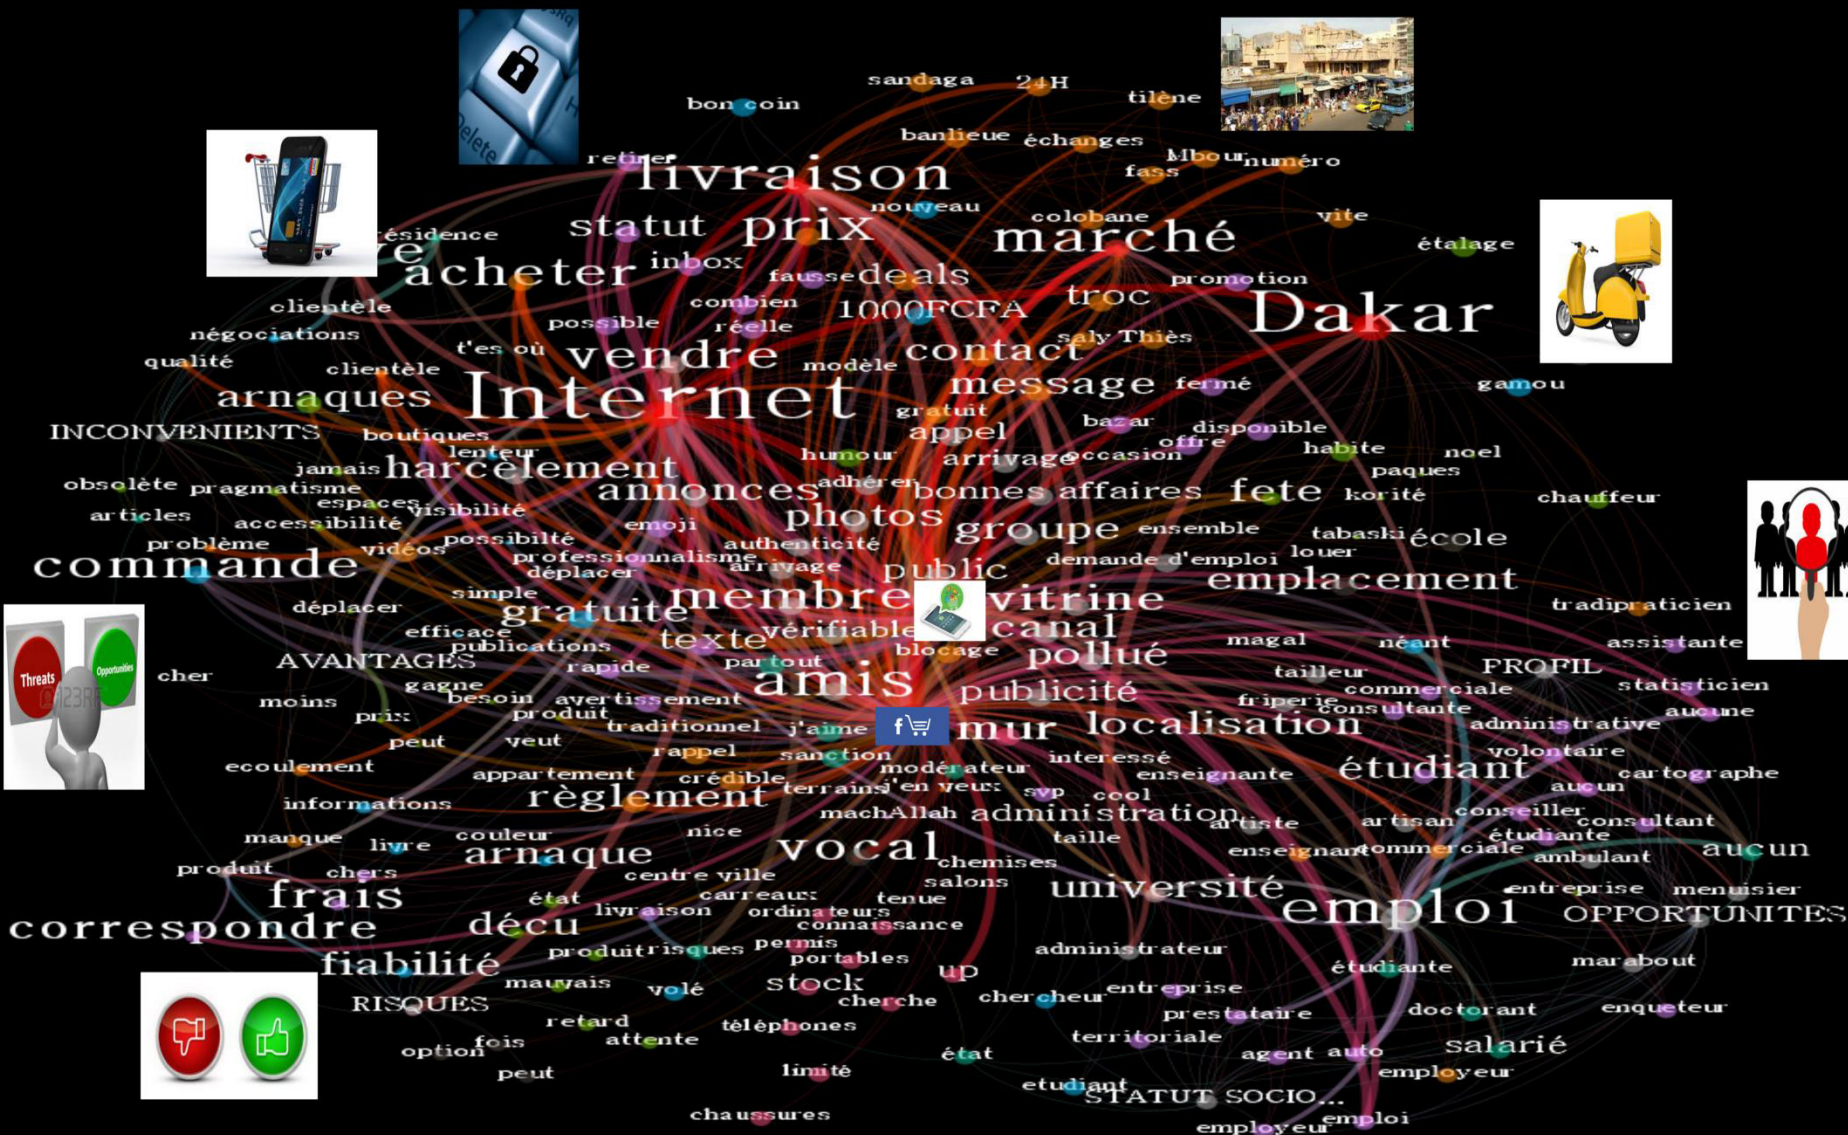 sandaga 24H
bon coin tilène
banlieue échanges
retirer livraison Mbour numéro
fass
nouveau
statut prix colobane vite
résidence marché étalage
acheter inbox fausse deals promotion
clientèle combien 1000FCFA troc Dakar
négociations possible réelle
t'es où saly Thiès
qualité clientèle vendre modèle contact
arnaques Internet message fermé gamou
gratuit
INCONVENIENTS boutiques appel bazar disponible
lenteur humour arrivage occasion offre habite noel
jamais harcèlement paques
obsolète pragmatisme annonces adhérer bonnes affaires fete korité chauffeur
articles espaces visibilité
accessibilité emoji photos groupe ensemble tabaski école
problème vidéos possibilté authenticité
commande professionnalisme arrivage public demande d'emploi louer
déplacer emplacement
simple membre vitrine
déplacer gratuite tradipraticien
efficace texte vérifiable canal
publications blocage magal néant assistante
AVANTAGES rapide partout pollué PROFIL
cher tailleur
Threats Opportunities
gagne amis publicité commerciale statisticien
moins besoin avertissement friperie consultante
prix produit traditionnel j'aime f mur localisation administrative aucune
peut veut rappel sanction interessé volontaire
ecoulement appartement crédible modérateur enseignante étudiant cartographe
règlement terrains j'en veux svp cool aucun
informations machAllah administration artiste artisan conseiller consultant
manque livre couleur nice taille étudiante
arnaque vocal enseignant commerciale ambulant aucun
produit chers centre ville chemises
frais état carreaux tenue salons université entreprise menuisier
livraison ordinateurs emploi OPPORTUNITES
correspondre décu connaissance
produit risques permis administrateur
fiabilité portables up étudiante marabout
RISQUES mauvais volé stock cherche chercheur entreprise
retard téléphones prestataire doctorant enqueteur
option fois attente territoriale
état agent auto salarié
peut limité employeur
etudiant STATUT SOCIO...
chaussures employeur emploi
Delete